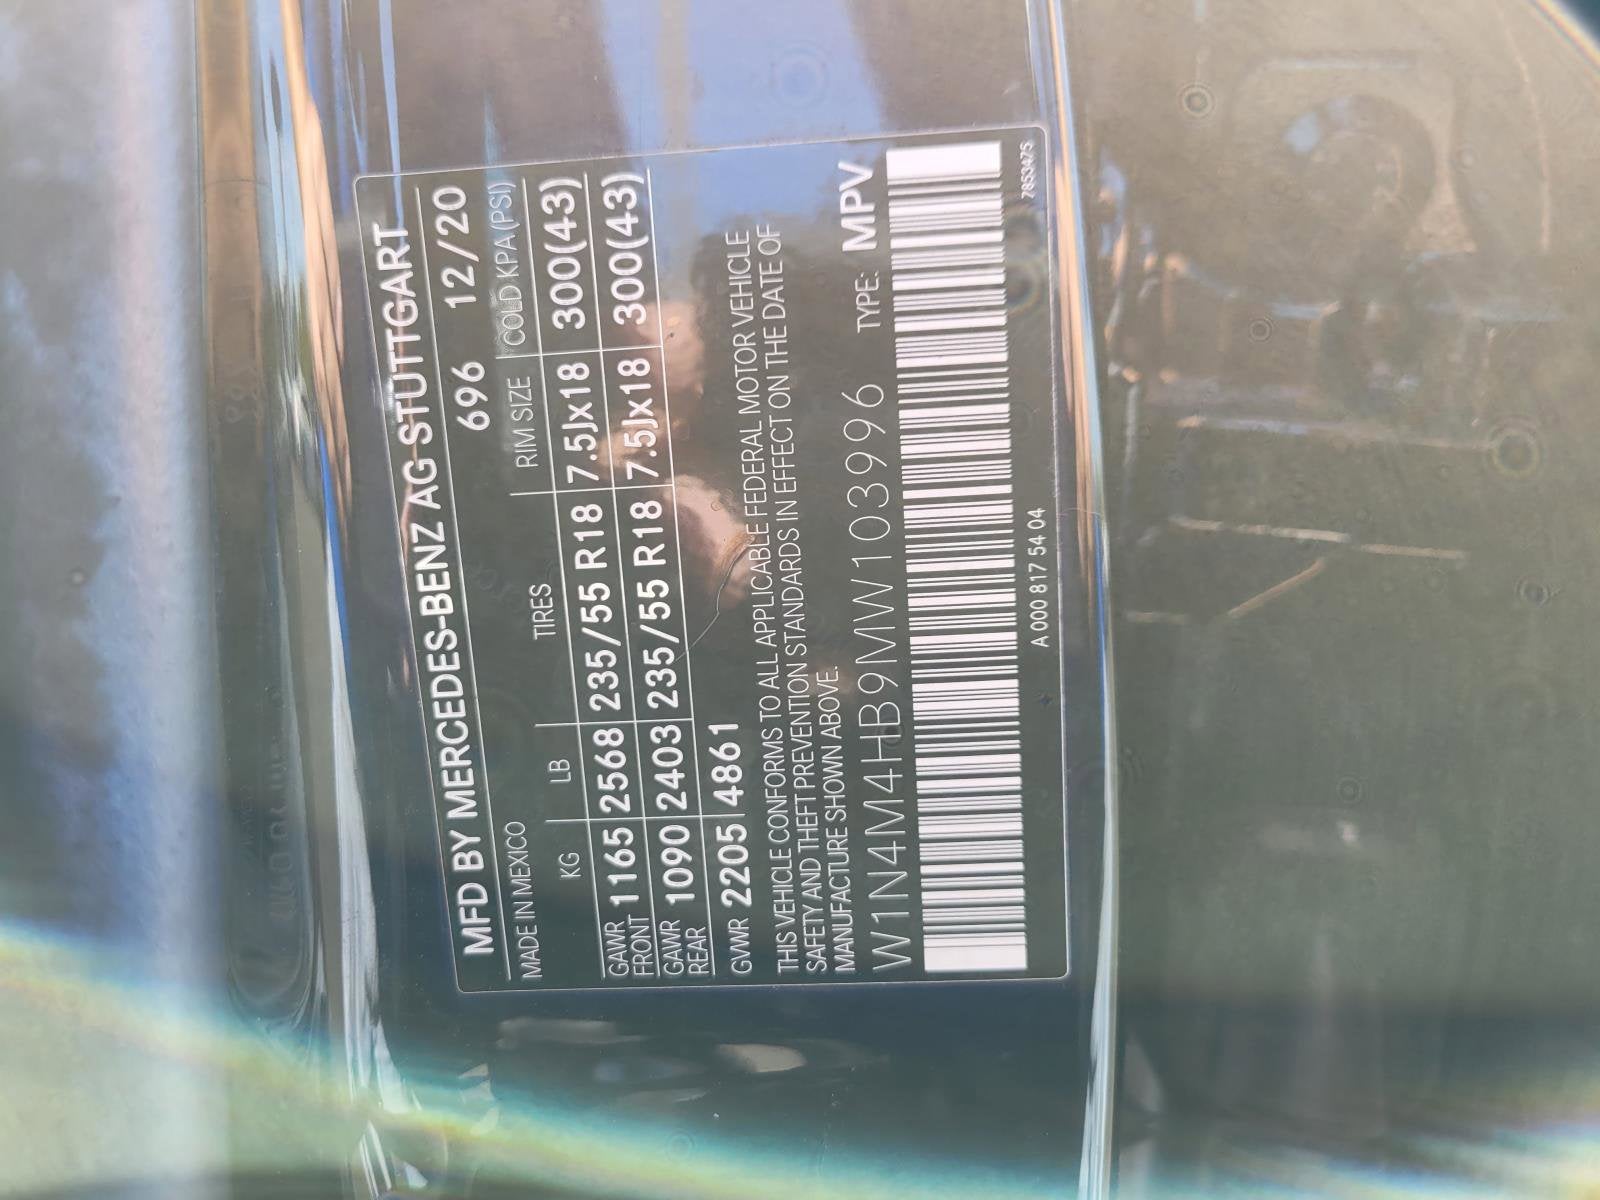 MFD BY MERCEDES-BENZ AG STUTTGART
MADE IN MEXICO 696 12/20
KG LB TIRES RIM SIZE COLD KPA(PSI)
GAWR FRONT 1165 2568 235/55 R18 7.5Jx18 300(43)
GAWR REAR 1090 2403 235/55 R18 7.5Jx18 300(43)
GVWR 2205 4861
THIS VEHICLE CONFORMS TO ALL APPLICABLE FEDERAL MOTOR VEHICLE
SAFETY AND THEFT PREVENTION STANDARDS IN EFFECT ON THE DATE OF
MANUFACTURE SHOWN ABOVE.
W1N4M4HB9MW103996 TYPE: MPV
A 000 817 54 04 7853475